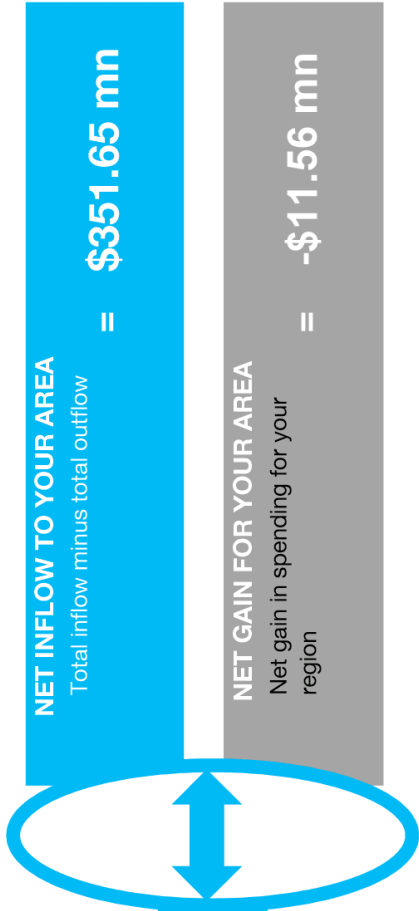 NET INFLOW TO YOUR AREA
Total inflow minus total outflow
= $351.65 mn
NET GAIN FOR YOUR AREA
Net gain in spending for your
region
= -$11.56 mn